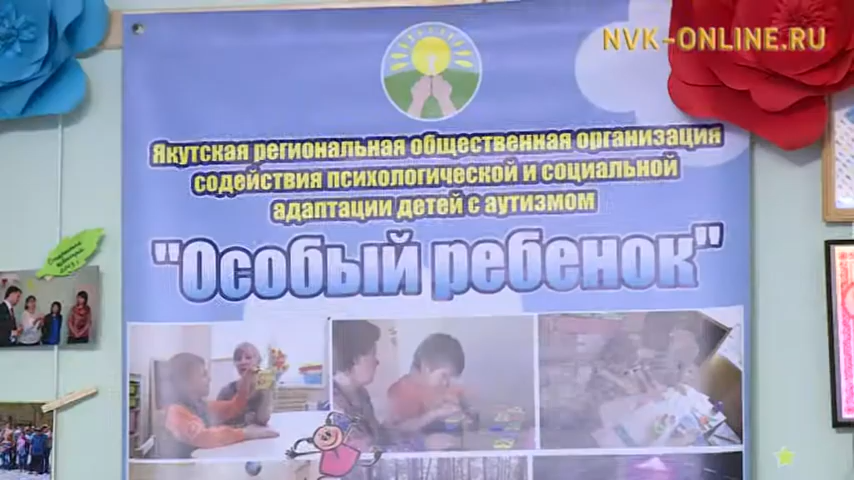 NVK-ONLINE.RU
Якутская региональная общественная организация
содействия психологической и социальной
адаптации детей с аутизмом
"Особый ребенок"